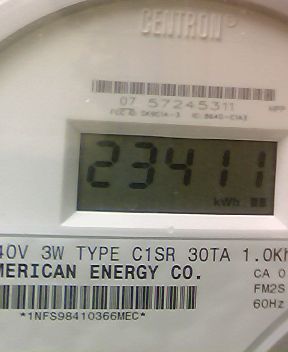 CENTRON
07 57245311
23411
kWh
40V 3W TYPE C1SR 30TA 1.0Kh
MERICAN ENERGY CO.
CA 0
FM2S
*1NFS98410366MEC*
60Hz